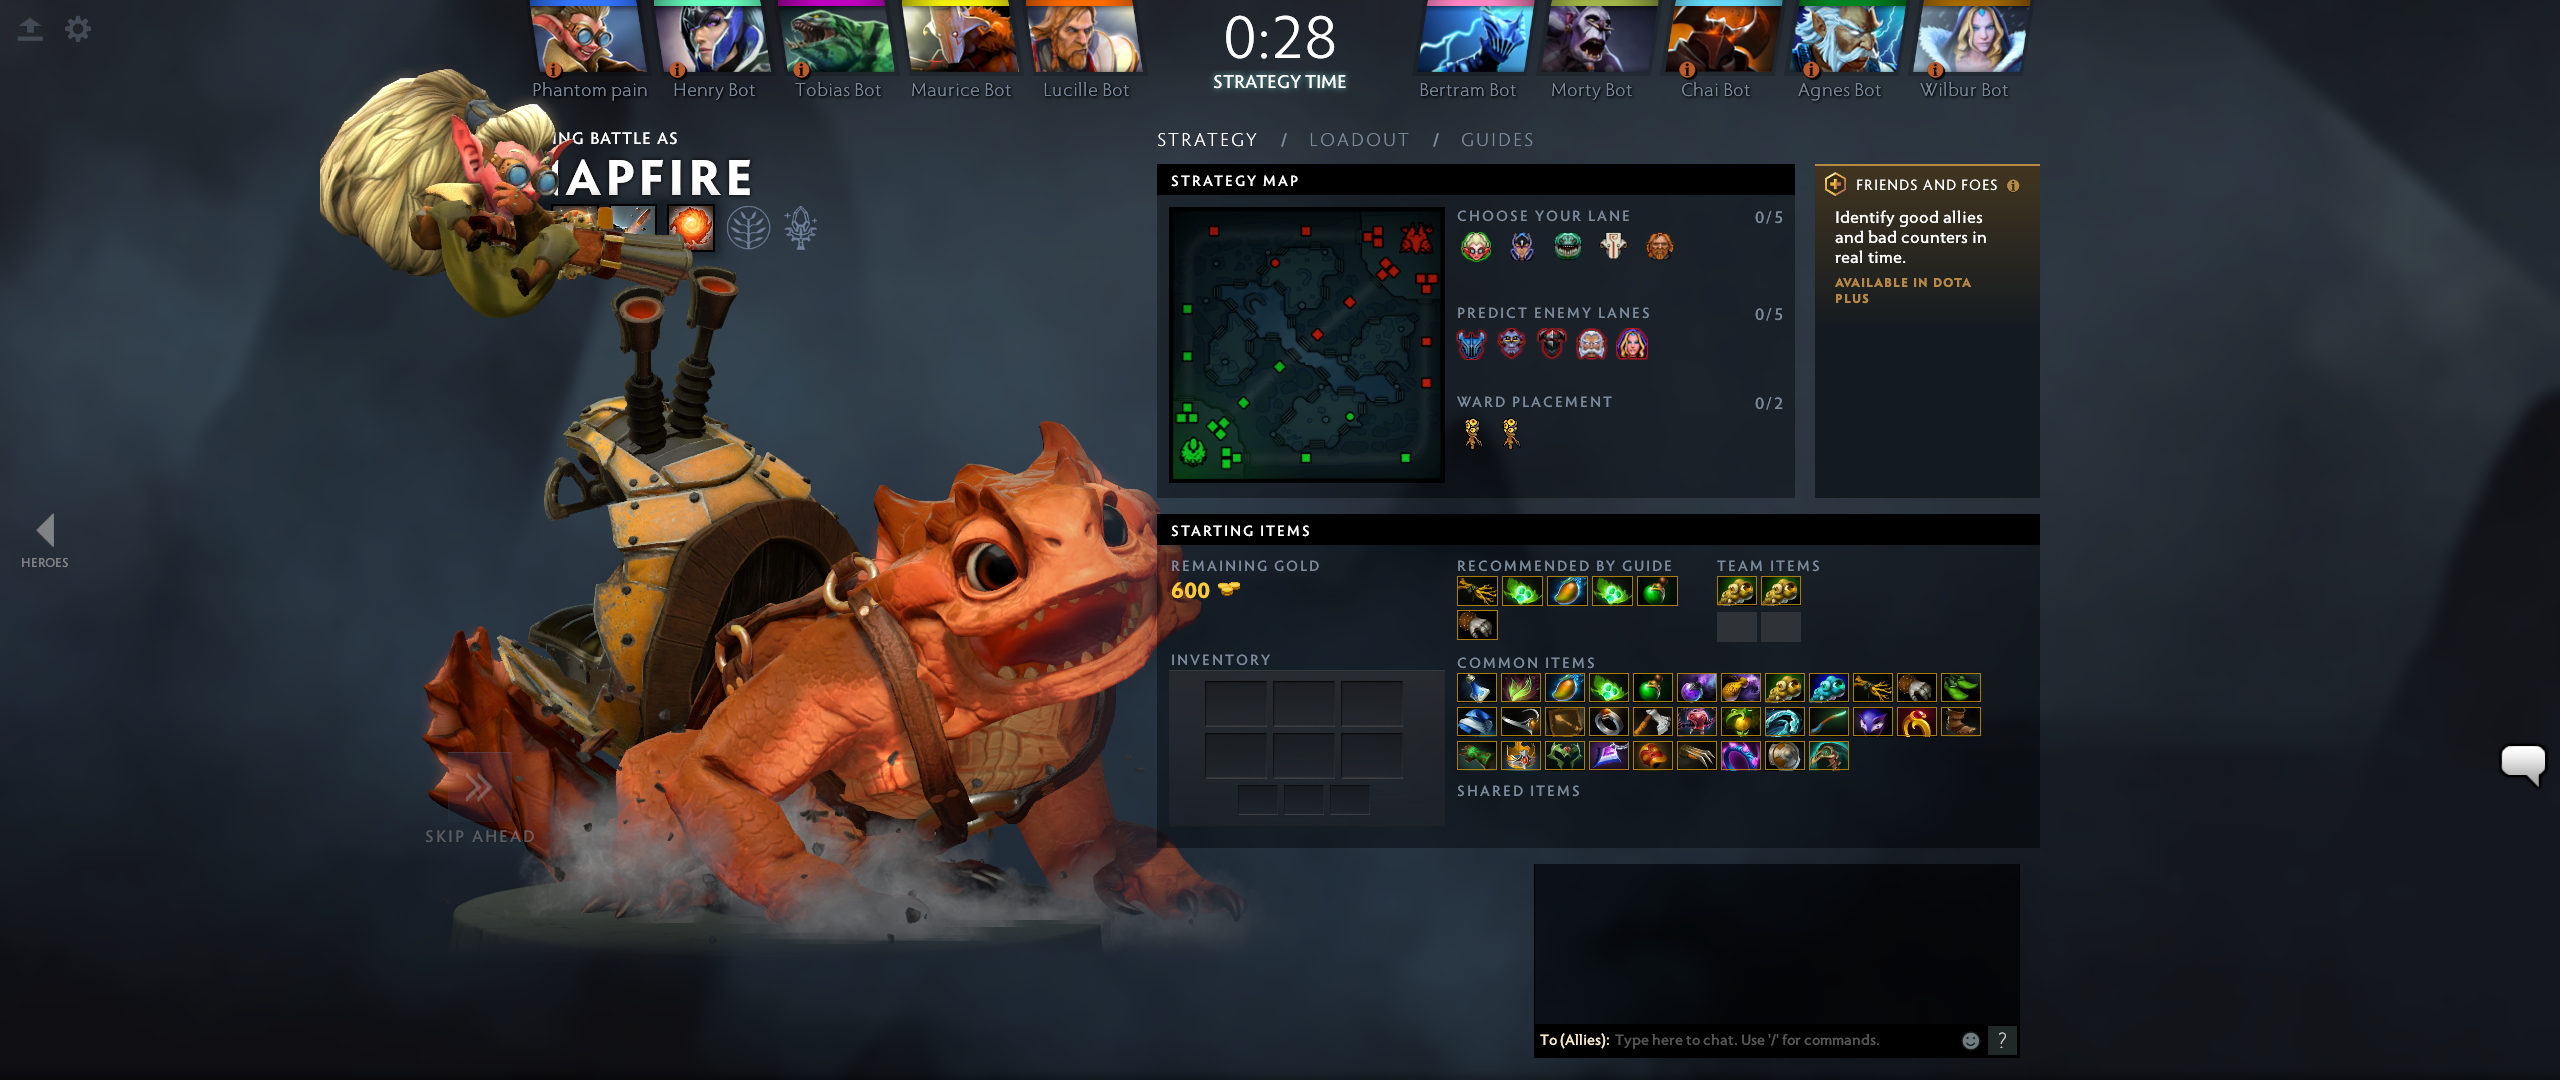 0:28
STRATEGY TIME
Phantom pain
Henry Bot
Tobias Bot
Maurice Bot
Lucille Bot
Bertram Bot
Morty Bot
Chai Bot
Agnes Bot
Wilbur Bot
ING BATTLE AS
APFIRE
STRATEGY / LOADOUT / GUIDES
STRATEGY MAP
CHOOSE YOUR LANE 0/5
PREDICT ENEMY LANES 0/5
WARD PLACEMENT 0/2
FRIENDS AND FOES
Identify good allies
and bad counters in
real time.
AVAILABLE IN DOTA
PLUS
HEROES
STARTING ITEMS
REMAINING GOLD
600
INVENTORY
RECOMMENDED BY GUIDE
TEAM ITEMS
COMMON ITEMS
SHARED ITEMS
SKIP AHEAD
To (Allies): Type here to chat. Use '/' for commands.
?